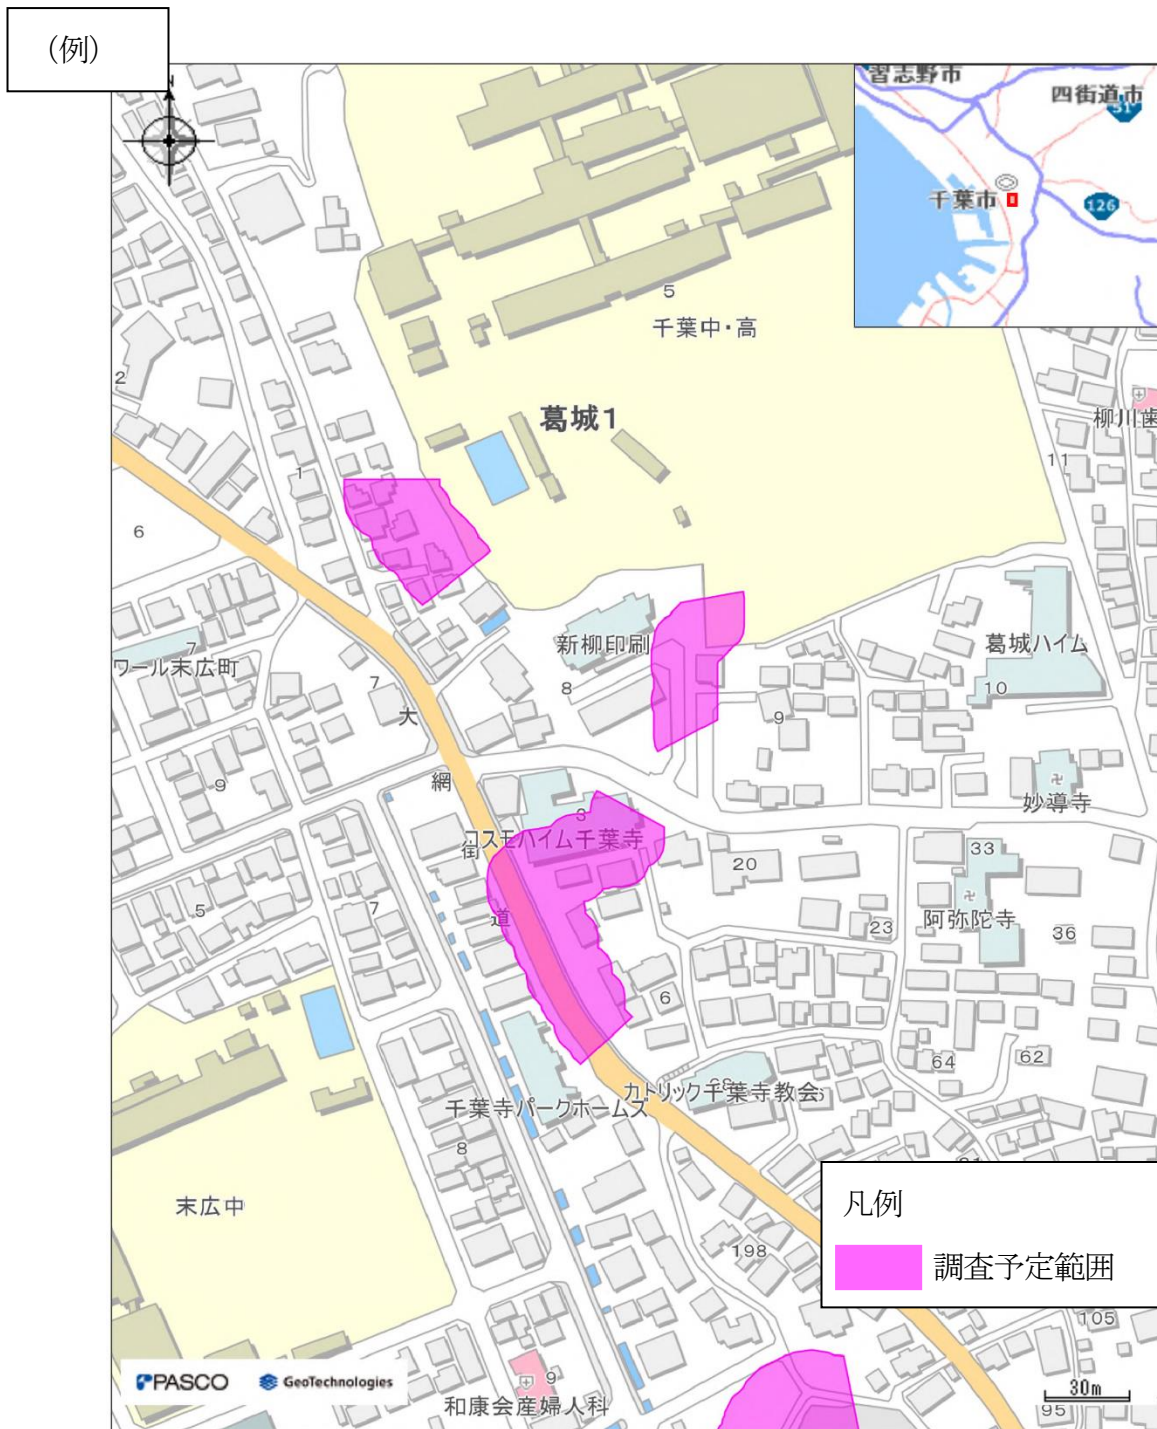 （例）
N
習志野市
四街道市
51
千葉市
126
5
千葉中・高
2
葛城1
柳川歯
11
1
6
新柳印刷
葛城ハイム
7
ワール末広町
7
8
10
9
大
網
街
道
9
妙導寺
3
コスモハイム千葉寺
33
20
阿弥陀寺
5
7
23
36
6
64
62
カトリック千葉寺教会
千葉寺パークホームズ
8
末広中
凡例
198
調査予定範囲
105
PASCO
GeoTechnologies
9
和康会産婦人科
30m
95